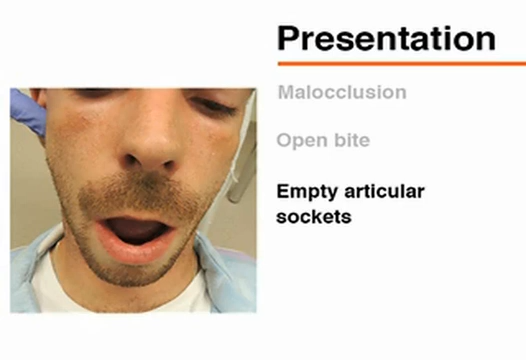 Presentation
Malocclusion
Open bite
Empty articular
sockets